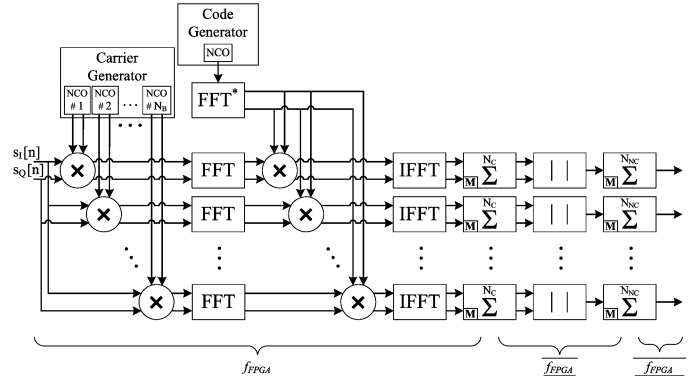 Code
Generator
NCO
Carrier
Generator
NCO
# 1
NCO
# 2
...
NCO
# N_B
FFT*
...
s_I[n]
s_Q[n]
× FFT × IFFT M N_C Σ | | M N_NC Σ
× FFT × IFFT M N_C Σ | | M N_NC Σ
× FFT × IFFT M N_C Σ | | M N_NC Σ
f_FPGA
f_FPGA
f_FPGA